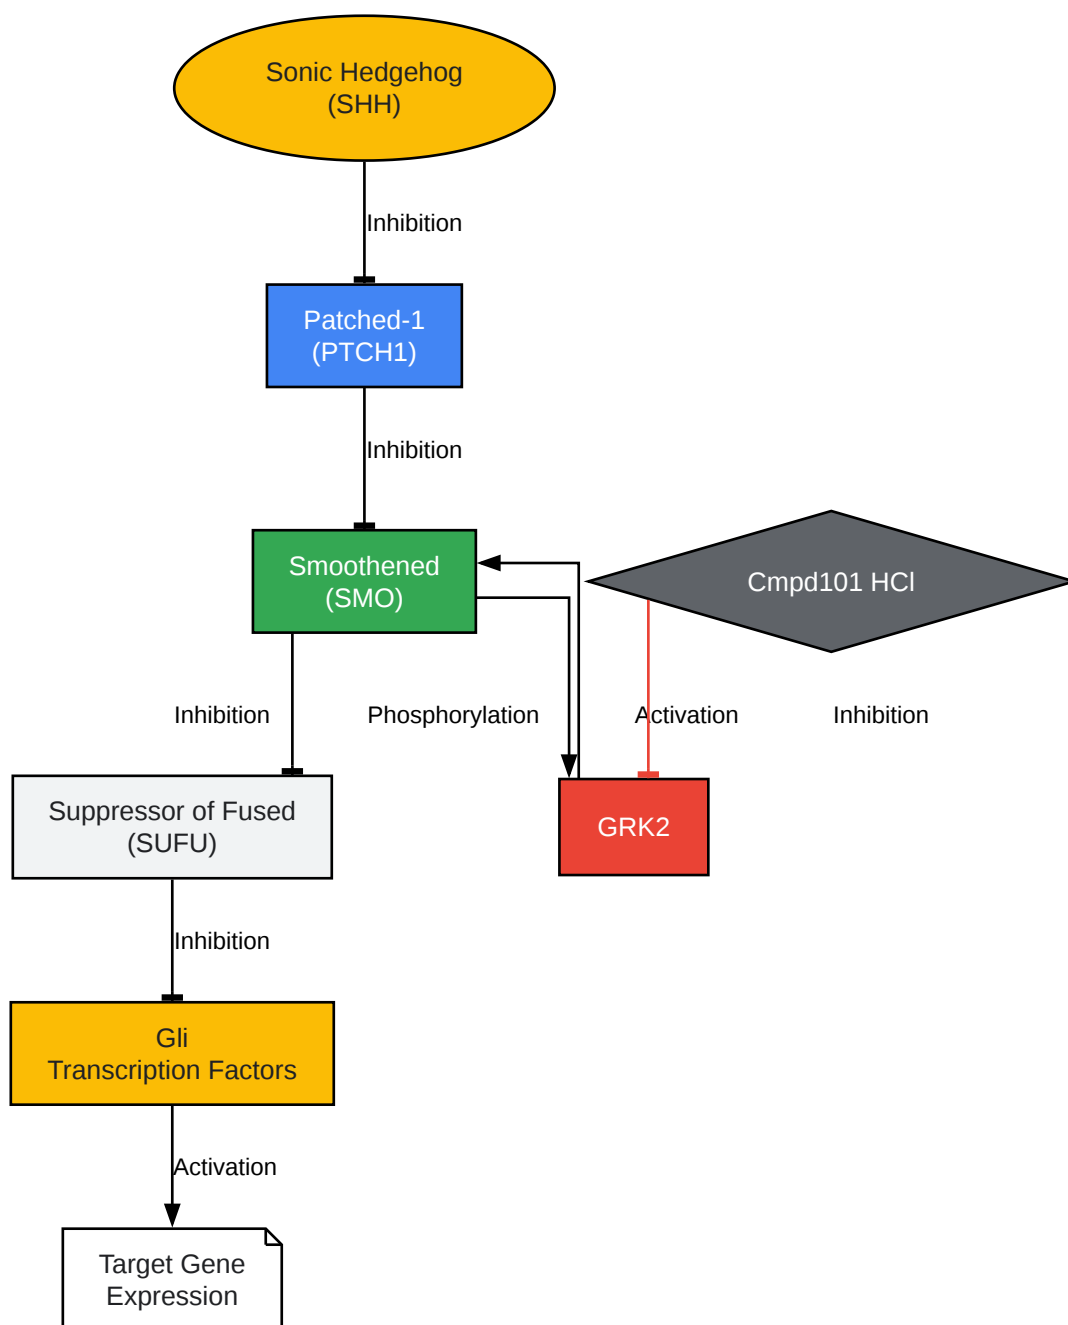 Sonic Hedgehog
(SHH)
Inhibition
Patched-1
(PTCH1)
Inhibition
Smoothened
(SMO)
Cmpd101 HCl
Inhibition
Phosphorylation
Activation
Inhibition
Suppressor of Fused
(SUFU)
GRK2
Inhibition
Gli
Transcription Factors
Activation
Target Gene
Expression